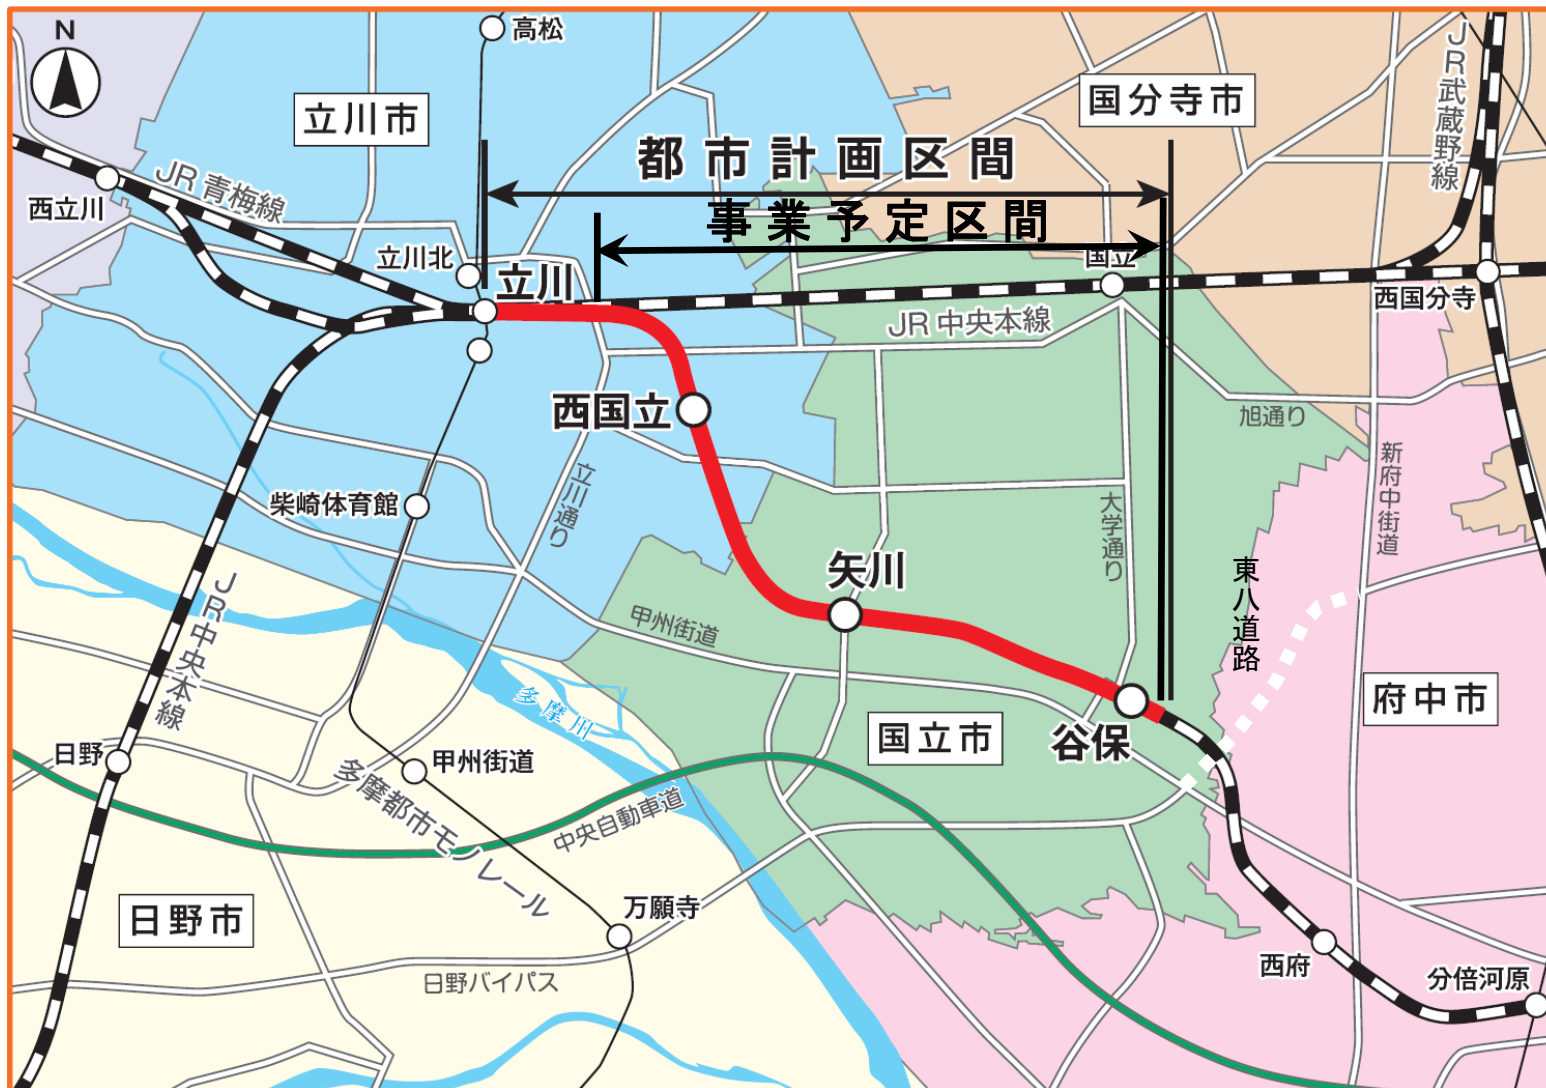 N
高松
立川市
国分寺市
JR武蔵野線
都市計画区間
JR青梅線
西立川
事業予定区間
立川北
立川
国立
西国分寺
JR中央本線
西国立
旭通り
新府中街道
立川通り
柴崎体育館
大学通り
矢川
東八道路
JR中央本線
甲州街道
多摩川
府中市
国立市
谷保
日野
甲州街道
多摩都市モノレール
中央自動車道
日野市
万願寺
日野バイパス
西府
分倍河原